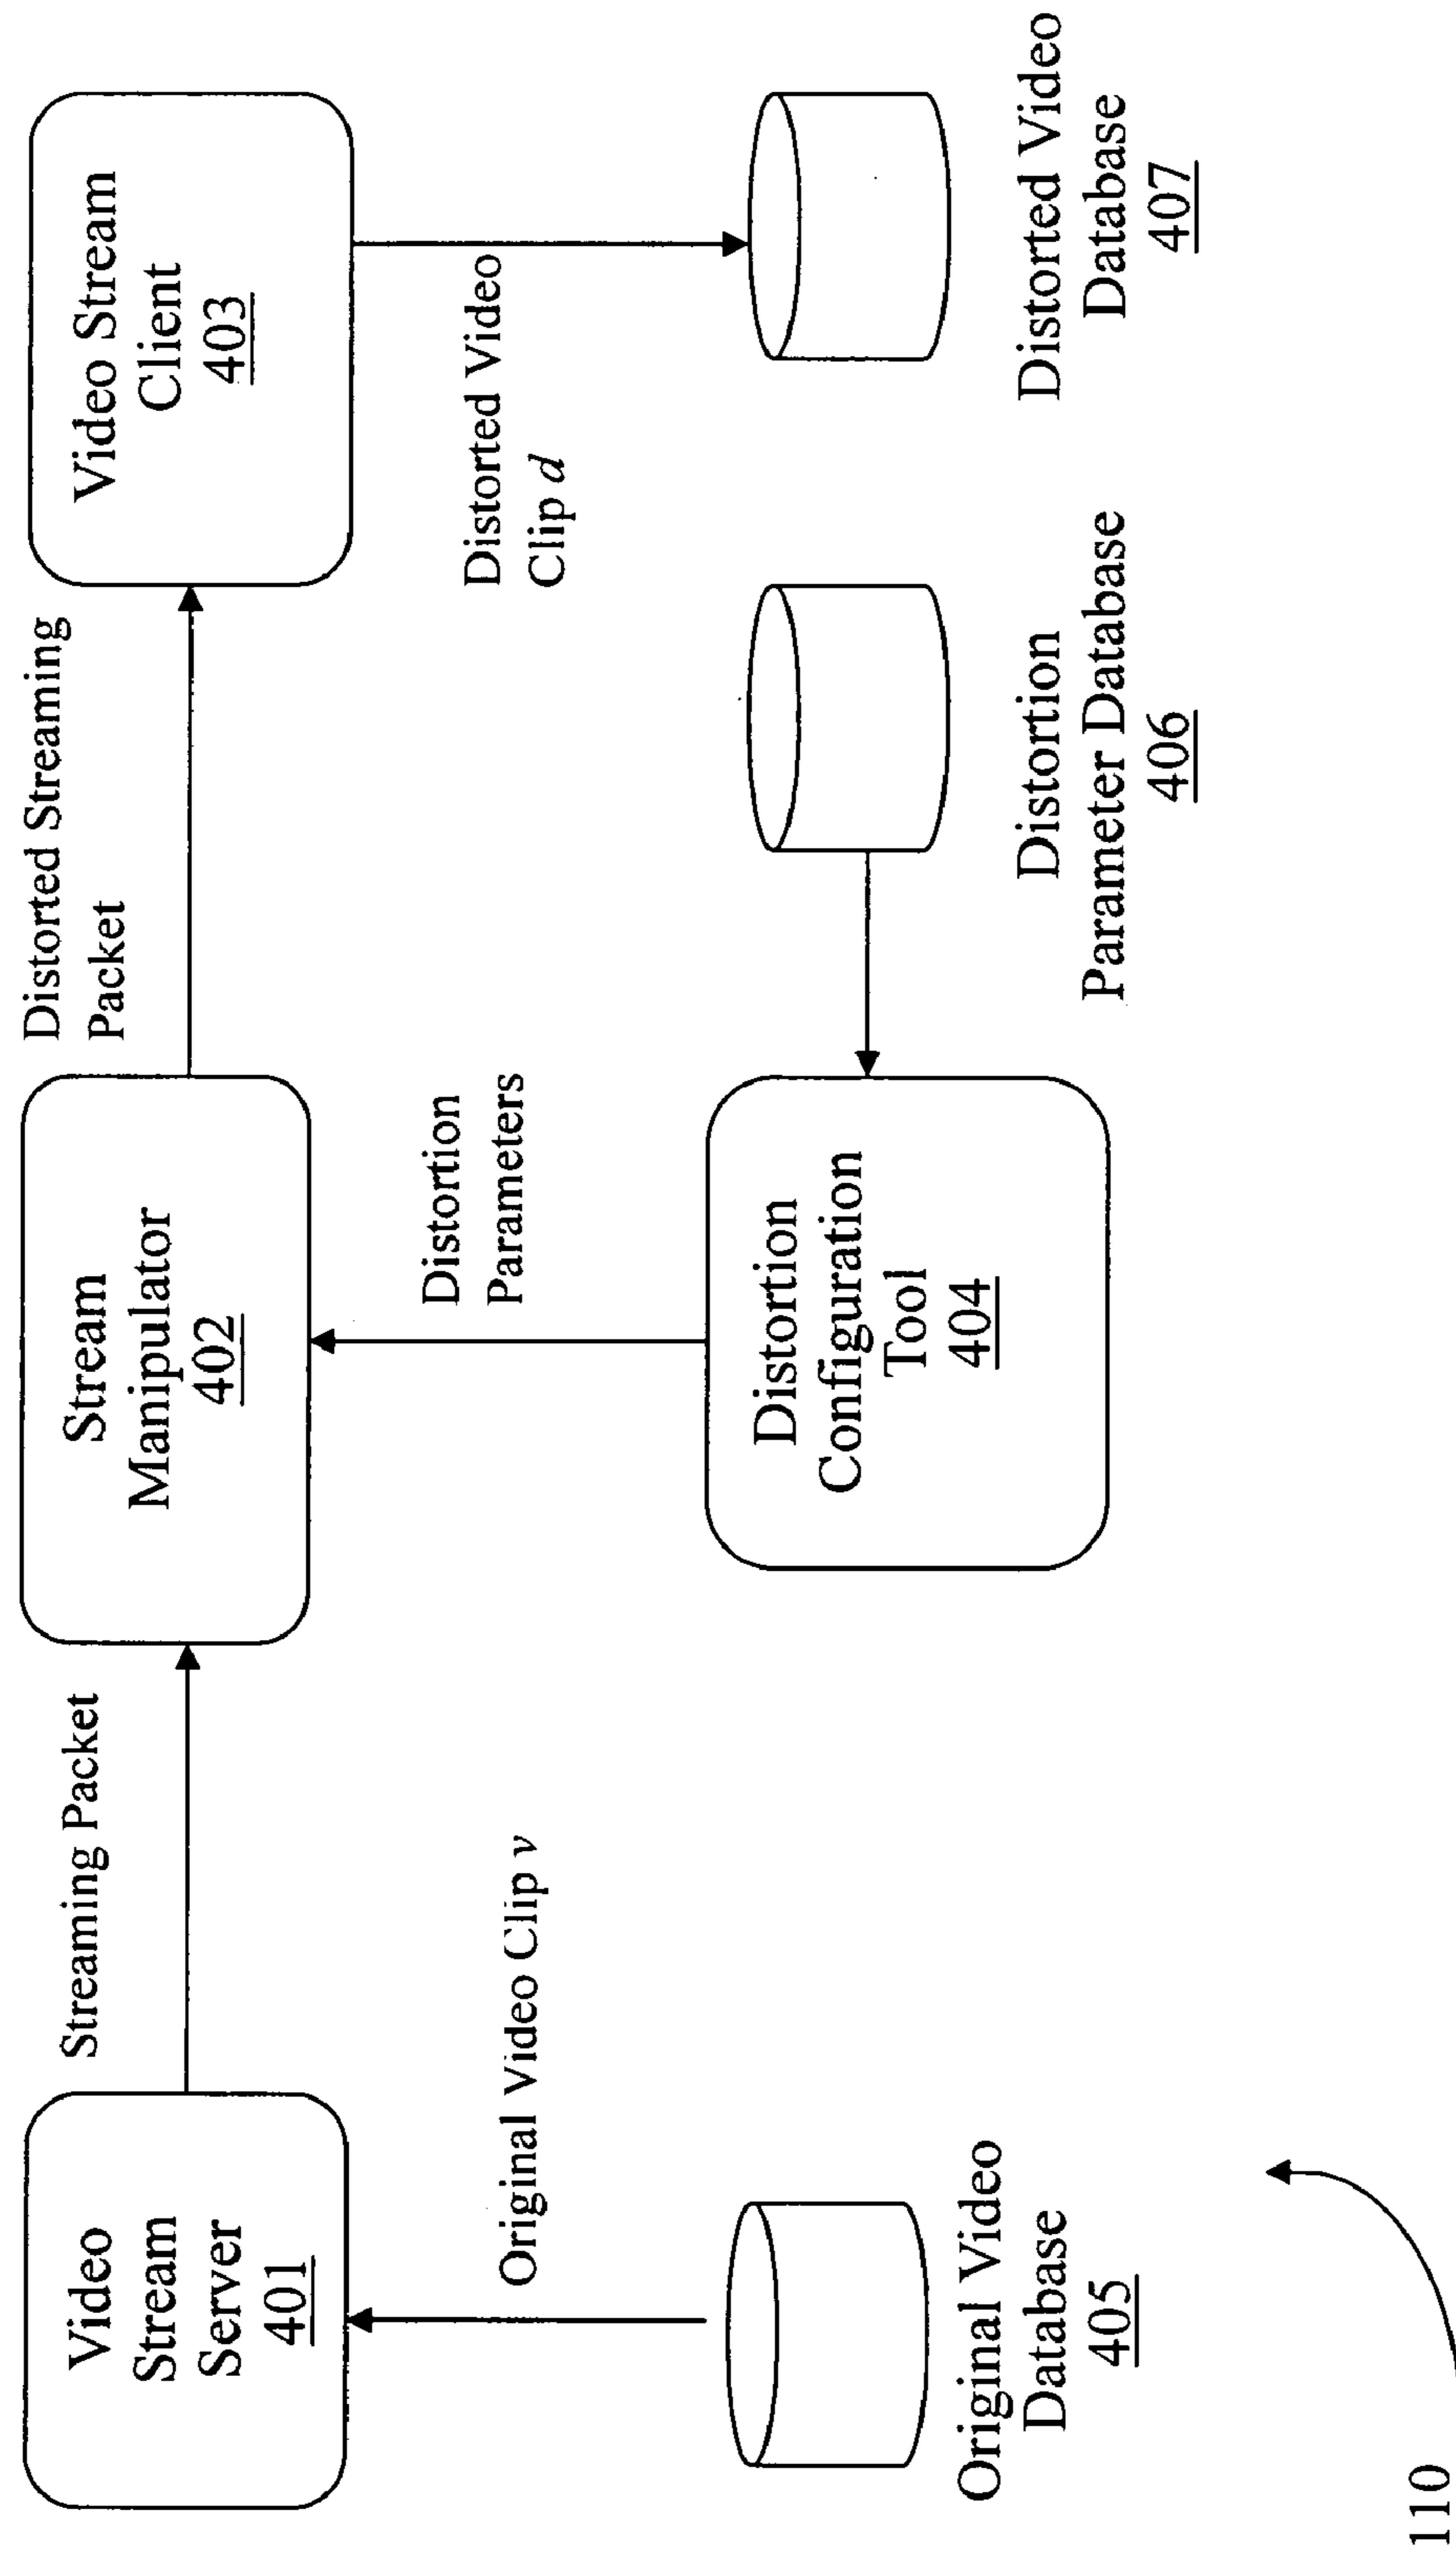 Video
Stream
Server
401
Streaming Packet
Stream
Manipulator
402
Distorted Streaming
Packet
Video Stream
Client
403
Original Video Clip v
Distortion
Parameters
Distorted Video
Clip d
Original Video
Database
405
Distortion
Configuration
Tool
404
Distortion
Parameter Database
406
Distorted Video
Database
407
110